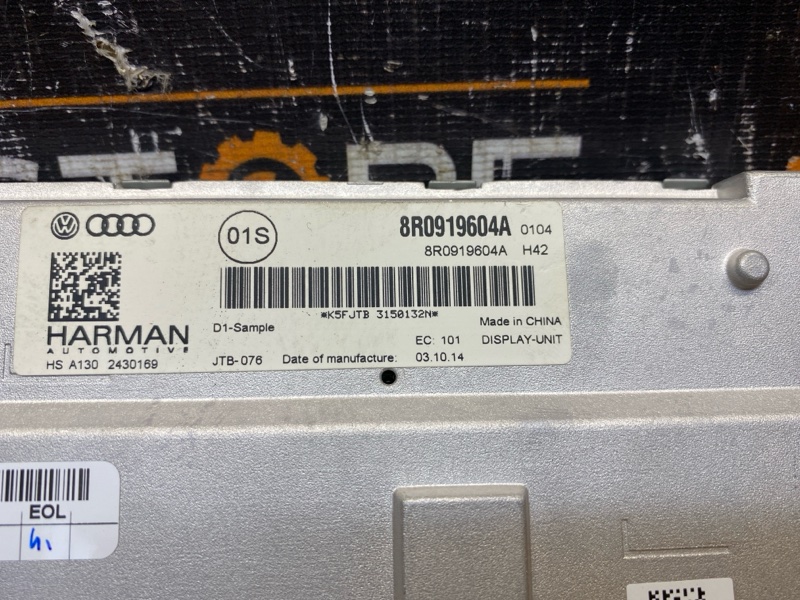 01S
8R0919604A 0104
8R0919604A H42
*K5FJTB 3150132N*
HARMAN
AUTOMOTIVE
D1-Sample
Made in CHINA
EC: 101 DISPLAY-UNIT
HS A130 2430169
JTB-076 Date of manufacture: 03.10.14
EOL